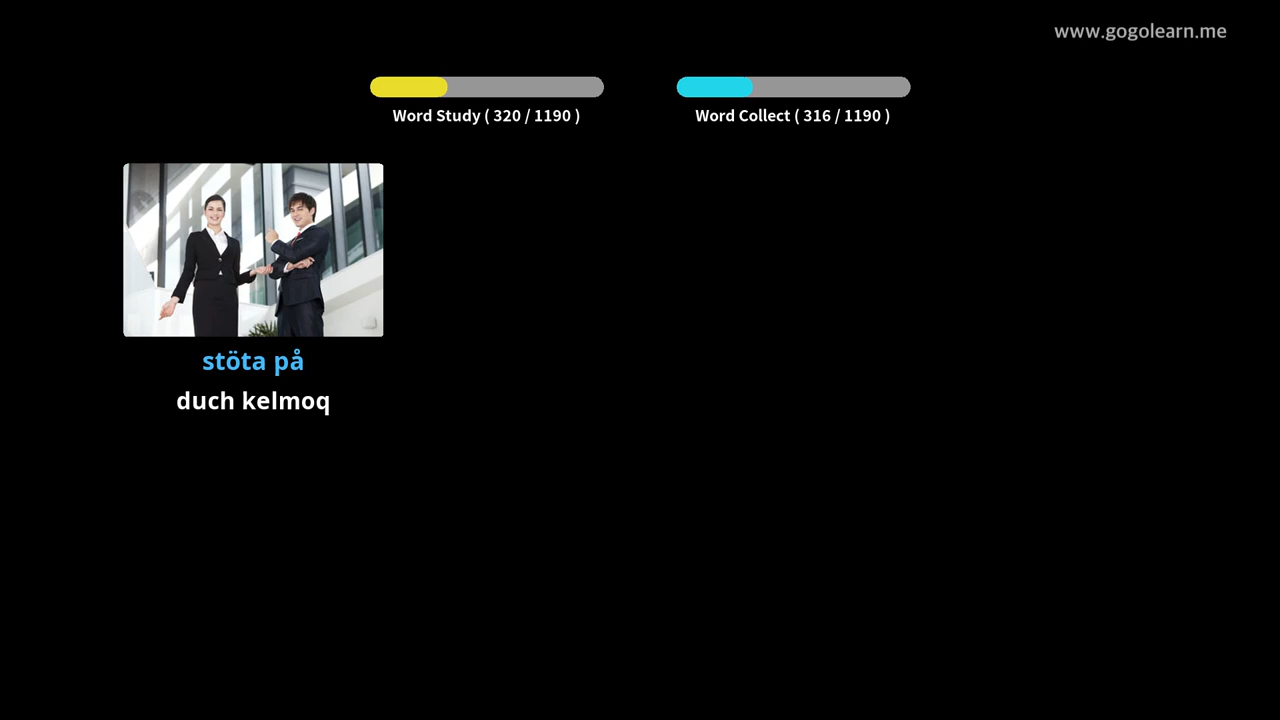 www.gogolearn.me
Word Study ( 320 / 1190 )
Word Collect ( 316 / 1190 )
stöta på
duch kelmoq